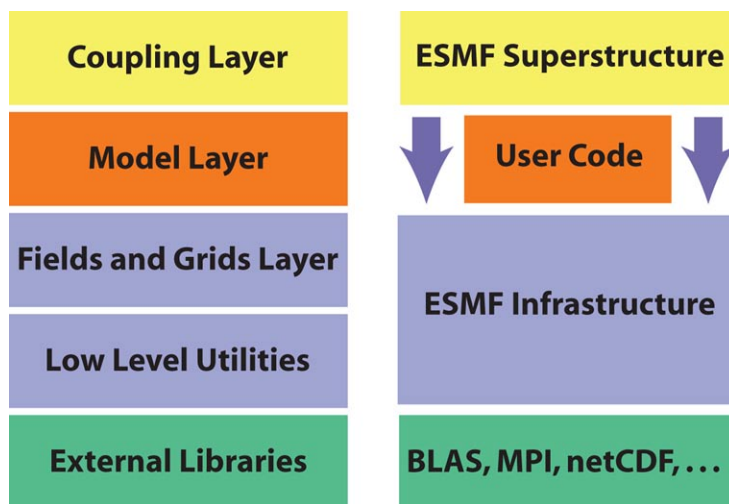 Coupling Layer
Model Layer
Fields and Grids Layer
Low Level Utilities
External Libraries
ESMF Superstructure
User Code
ESMF Infrastructure
BLAS, MPI, netCDF, ...